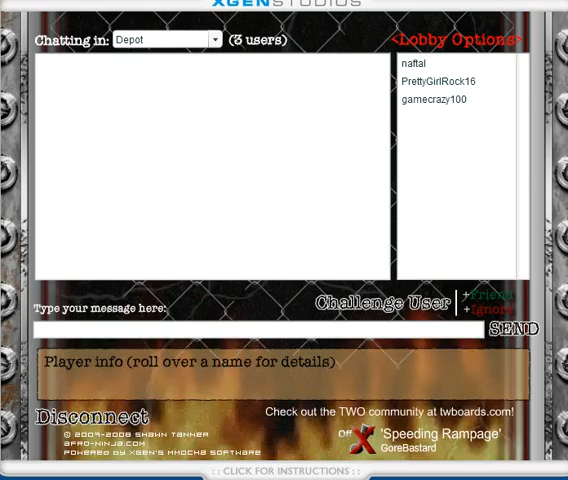 XGEN STUDIOS
Chatting in: Depot (3 users) <Lobby Options>
naftal
PrettyGirlRock16
gamecrazy100
Challenge User +Friend
+Ignore
Type your message here:
SEND
Player info (roll over a name for details)
Disconnect
Check out the TWO community at twboards.com!
© 2007-2008 Shawn Tanner
afro-ninja.com
Powered by XGen's MMOcha Software
Off X 'Speeding Rampage'
GoreBastard
:: CLICK FOR INSTRUCTIONS ::